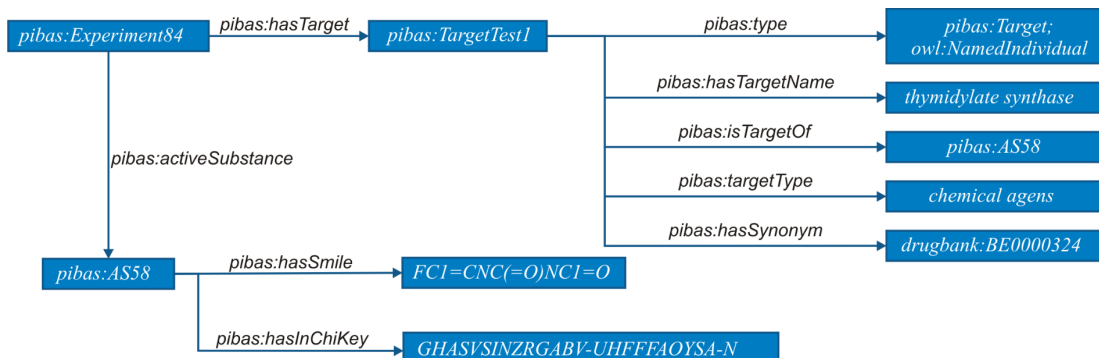 pibas:Experiment84
pibas:hasTarget
pibas:TargetTest1
pibas:type
pibas:Target;
owl:NamedIndividual
pibas:hasTargetName
thymidylate synthase
pibas:isTargetOf
pibas:AS58
pibas:activeSubstance
pibas:targetType
chemical agens
pibas:hasSynonym
drugbank:BE0000324
pibas:AS58
pibas:hasSmile
FC1=CNC(=O)NC1=O
pibas:hasInChiKey
GHASVSINZRGABV-UHFFFAOYSA-N